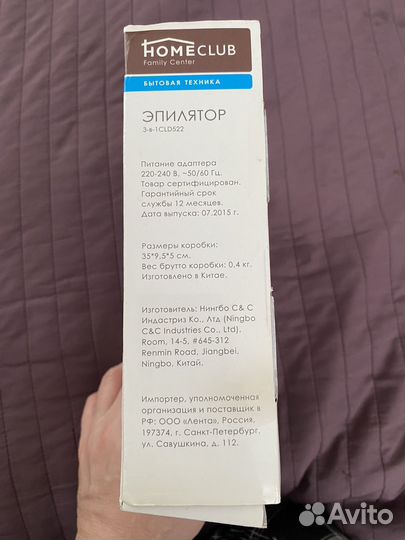 HOMECLUB
Family Center
БЫТОВАЯ ТЕХНИКА
ЭПИЛЯТОР
3-в-1CLD522
Питание адаптера
220-240 В, ~50/60 Гц.
Товар сертифицирован.
Гарантийный срок
службы 12 месяцев.
Дата выпуска: 07.2015 г.
Размеры коробки:
35*9,5*5 см.
Вес брутто коробки: 0,4 кг.
Изготовлено в Китае.
Изготовитель: Нингбо С& С
Индастриз Ко., Лтд (Ningbo
C&C Industries Co., Ltd).
Room, 14-5, #645-312
Renmin Road, Jiangbei,
Ningbo, Китай.
Импортер, уполномоченная
организация и поставщик в
РФ: ООО «Лента», Россия,
197374, г. Санкт-Петербург,
ул. Савушкина, д. 112.
Avito